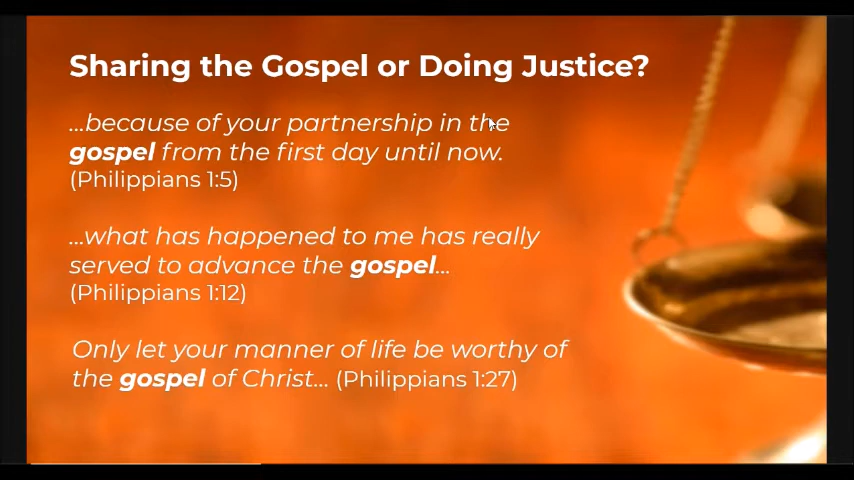 Sharing the Gospel or Doing Justice?
...because of your partnership in the
gospel from the first day until now.
(Philippians 1:5)
...what has happened to me has really
served to advance the gospel...
(Philippians 1:12)
Only let your manner of life be worthy of
the gospel of Christ... (Philippians 1:27)